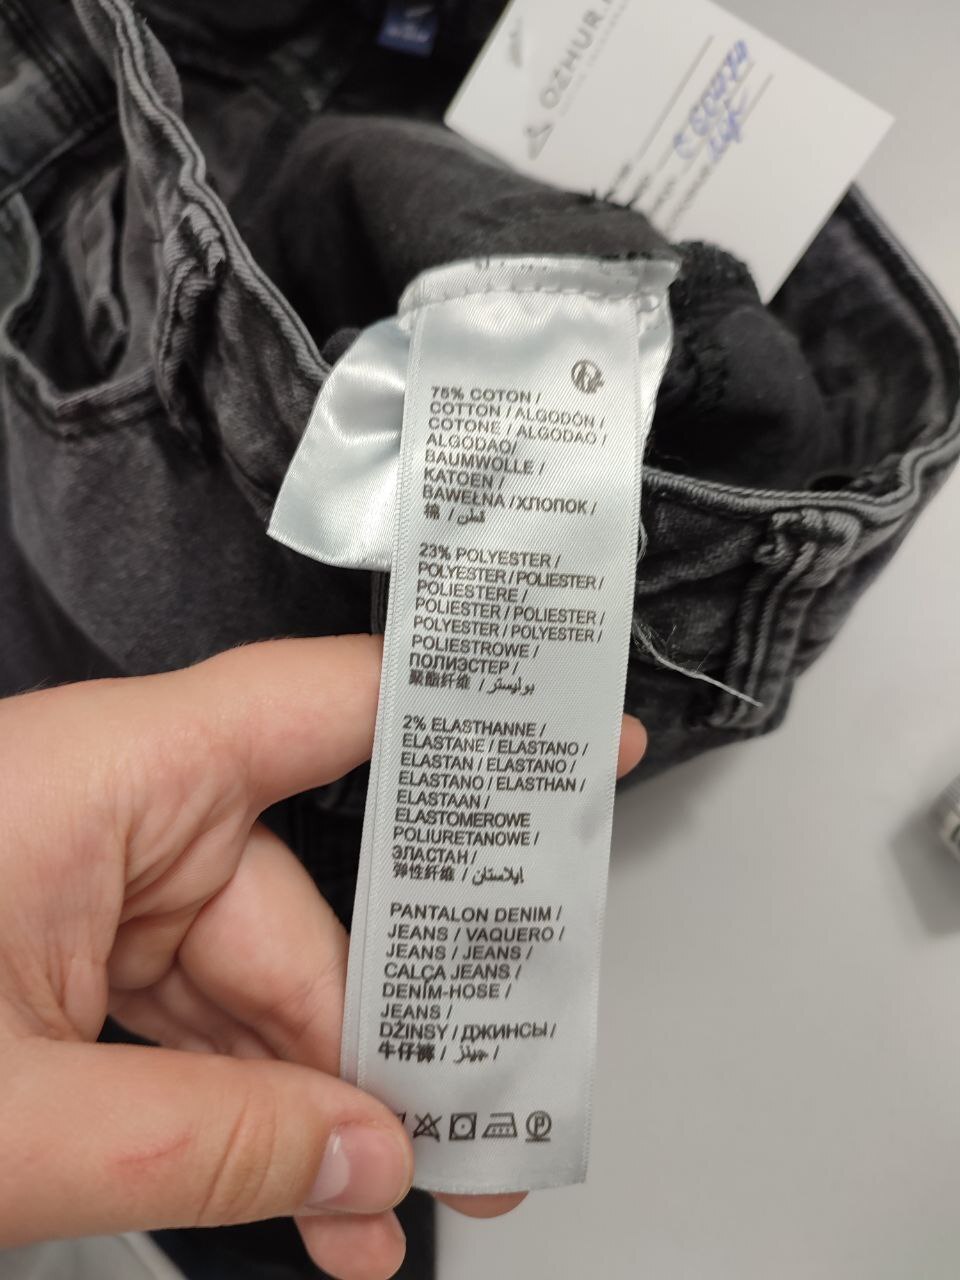 OZHUR.
75% COTON /
COTTON / ALGODÓN /
COTONE / ALGODAO /
ALGODAO/
BAUMWOLLE /
KATOEN /
BAWEŁNA / ХЛОПОК /
棉 / قطن /
23% POLYESTER /
POLYESTER / POLIESTER /
POLIESTERE /
POLIESTER / POLIESTER /
POLYESTER / POLYESTER /
POLIESTROWE /
ПОЛИЭСТЕР /
聚酯纤维 / بوليستر /
2% ELASTHANNE /
ELASTANE / ELASTANO /
ELASTAN / ELASTANO /
ELASTANO / ELASTHAN /
ELASTAAN /
ELASTOMEROWE
POLIURETANOWE /
ЭЛАСТАН /
弹性纤维 / إيلاستان /
PANTALON DENIM /
JEANS / VAQUERO /
JEANS / JEANS /
CALÇA JEANS /
DENIM-HOSE /
JEANS /
DŻINSY / ДЖИНСЫ /
牛仔裤 / جينز /
P